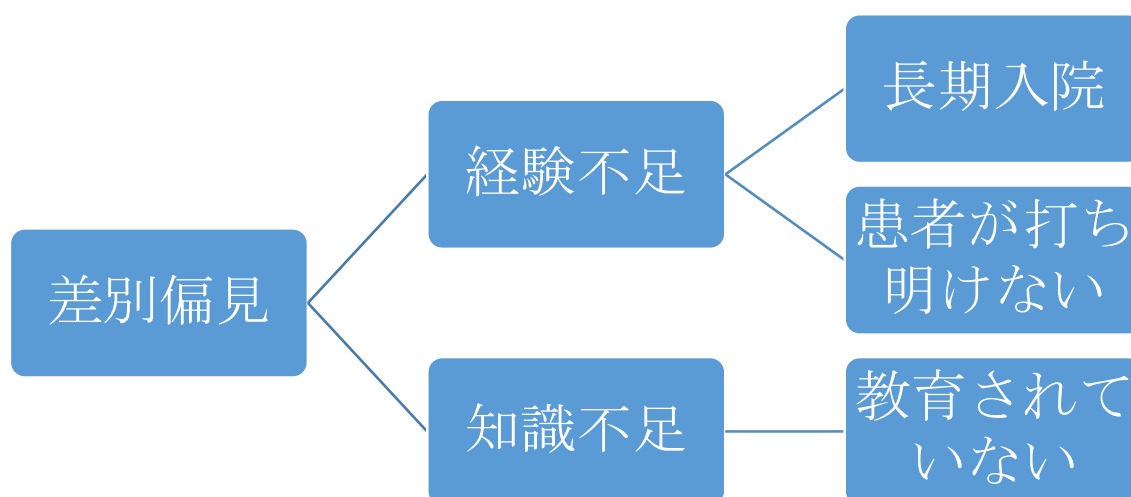 差別偏見
経験不足
長期入院
患者が打ち
明けない
知識不足
教育されて
いない